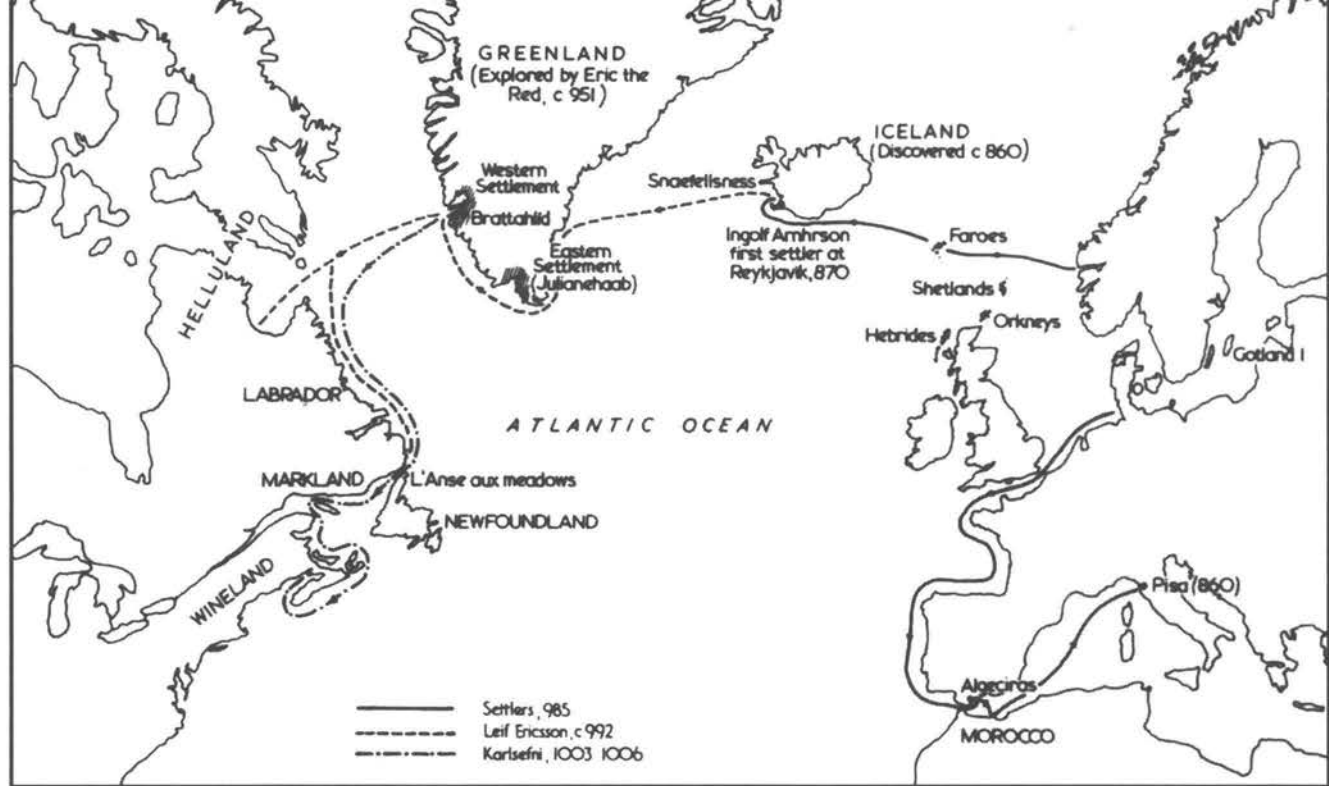 GREENLAND
(Explored by Eric the
Red, c 951)
ICELAND
(Discovered c 860)
Western
Settlement
Snaefellsness
Brattahlid
HELLULAND
Eastern
Settlement
(Julianehaab)
Ingolf Arnhrson
first settler at
Reykjavik, 870
Faroes
Shetlands
Orkneys
Hebrides
Gotland I
LABRADOR
ATLANTIC OCEAN
MARKLAND
L'Anse aux meadows
NEWFOUNDLAND
WINELAND
Pisa (860)
Algeciras
MOROCCO
Settlers, 985
Leif Ericsson, c 992
Karlsefni, 1003 1006